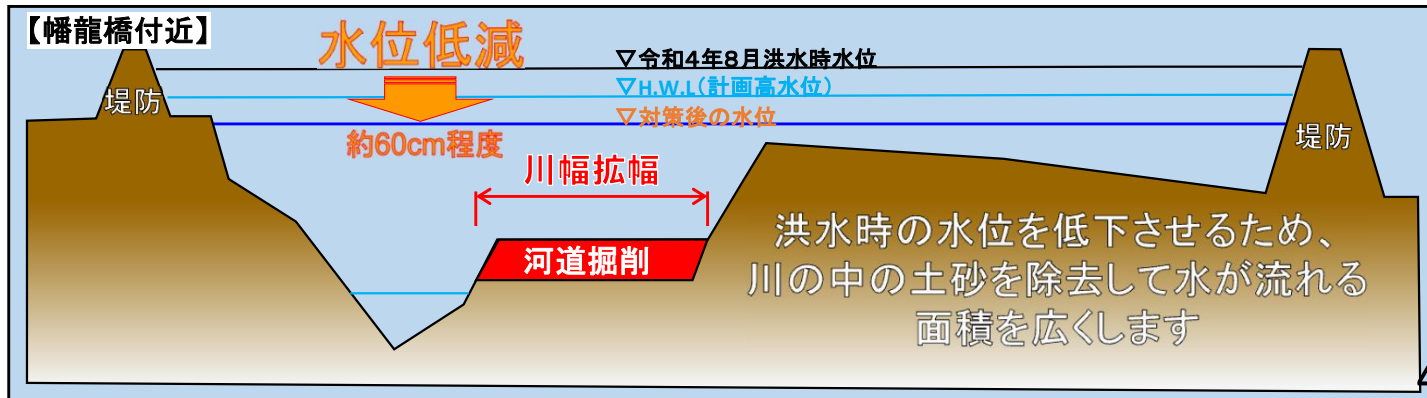 【幡龍橋付近】
水位低減
▽令和4年8月洪水時水位
▽H.W.L(計画高水位)
▽対策後の水位
堤防
約60cm程度
堤防
川幅拡幅
河道掘削
洪水時の水位を低下させるため、
川の中の土砂を除去して水が流れる
面積を広くします